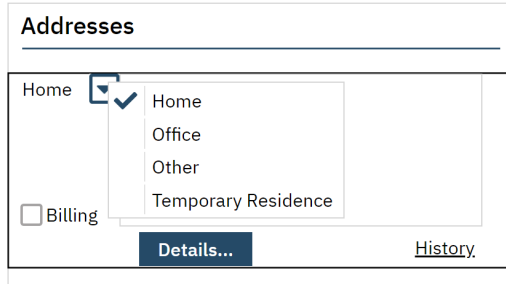 Addresses
Home
Home
Office
Other
Temporary Residence
Billing
Details...
History